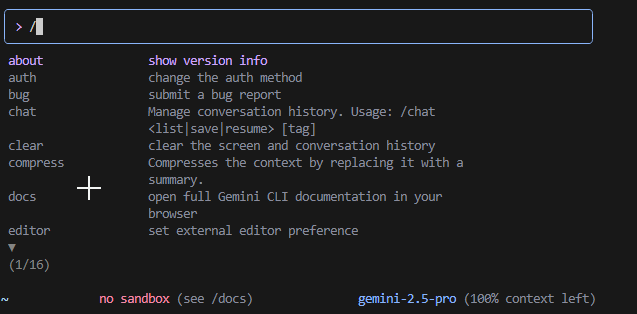 > /
about show version info
auth change the auth method
bug submit a bug report
chat Manage conversation history. Usage: /chat
<list|save|resume> [tag]
clear clear the screen and conversation history
compress Compresses the context by replacing it with a
summary.
docs open full Gemini CLI documentation in your
browser
editor set external editor preference
▼
(1/16)
~ no sandbox (see /docs) gemini-2.5-pro (100% context left)